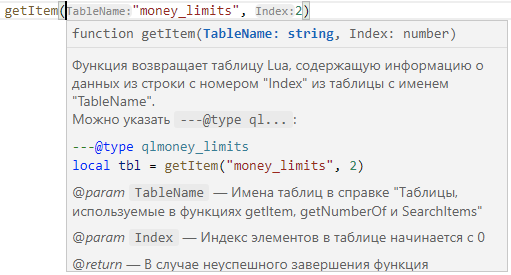 getItem(TableName:"money_limits", Index:2)
function getItem(TableName: string, Index: number)
Функция возвращает таблицу Lua, содержащую информацию о
данных из строки с номером "Index" из таблицы с именем
"TableName".
Можно указать ---@type ql... :
---@type qlmoney_limits
local tbl = getItem("money_limits", 2)
@param TableName — Имена таблиц в справке "Таблицы,
используемые в функциях getItem, getNumberOf и SearchItems"
@param Index — Индекс элементов в таблице начинается с 0
@return — В случае неуспешного завершения функция